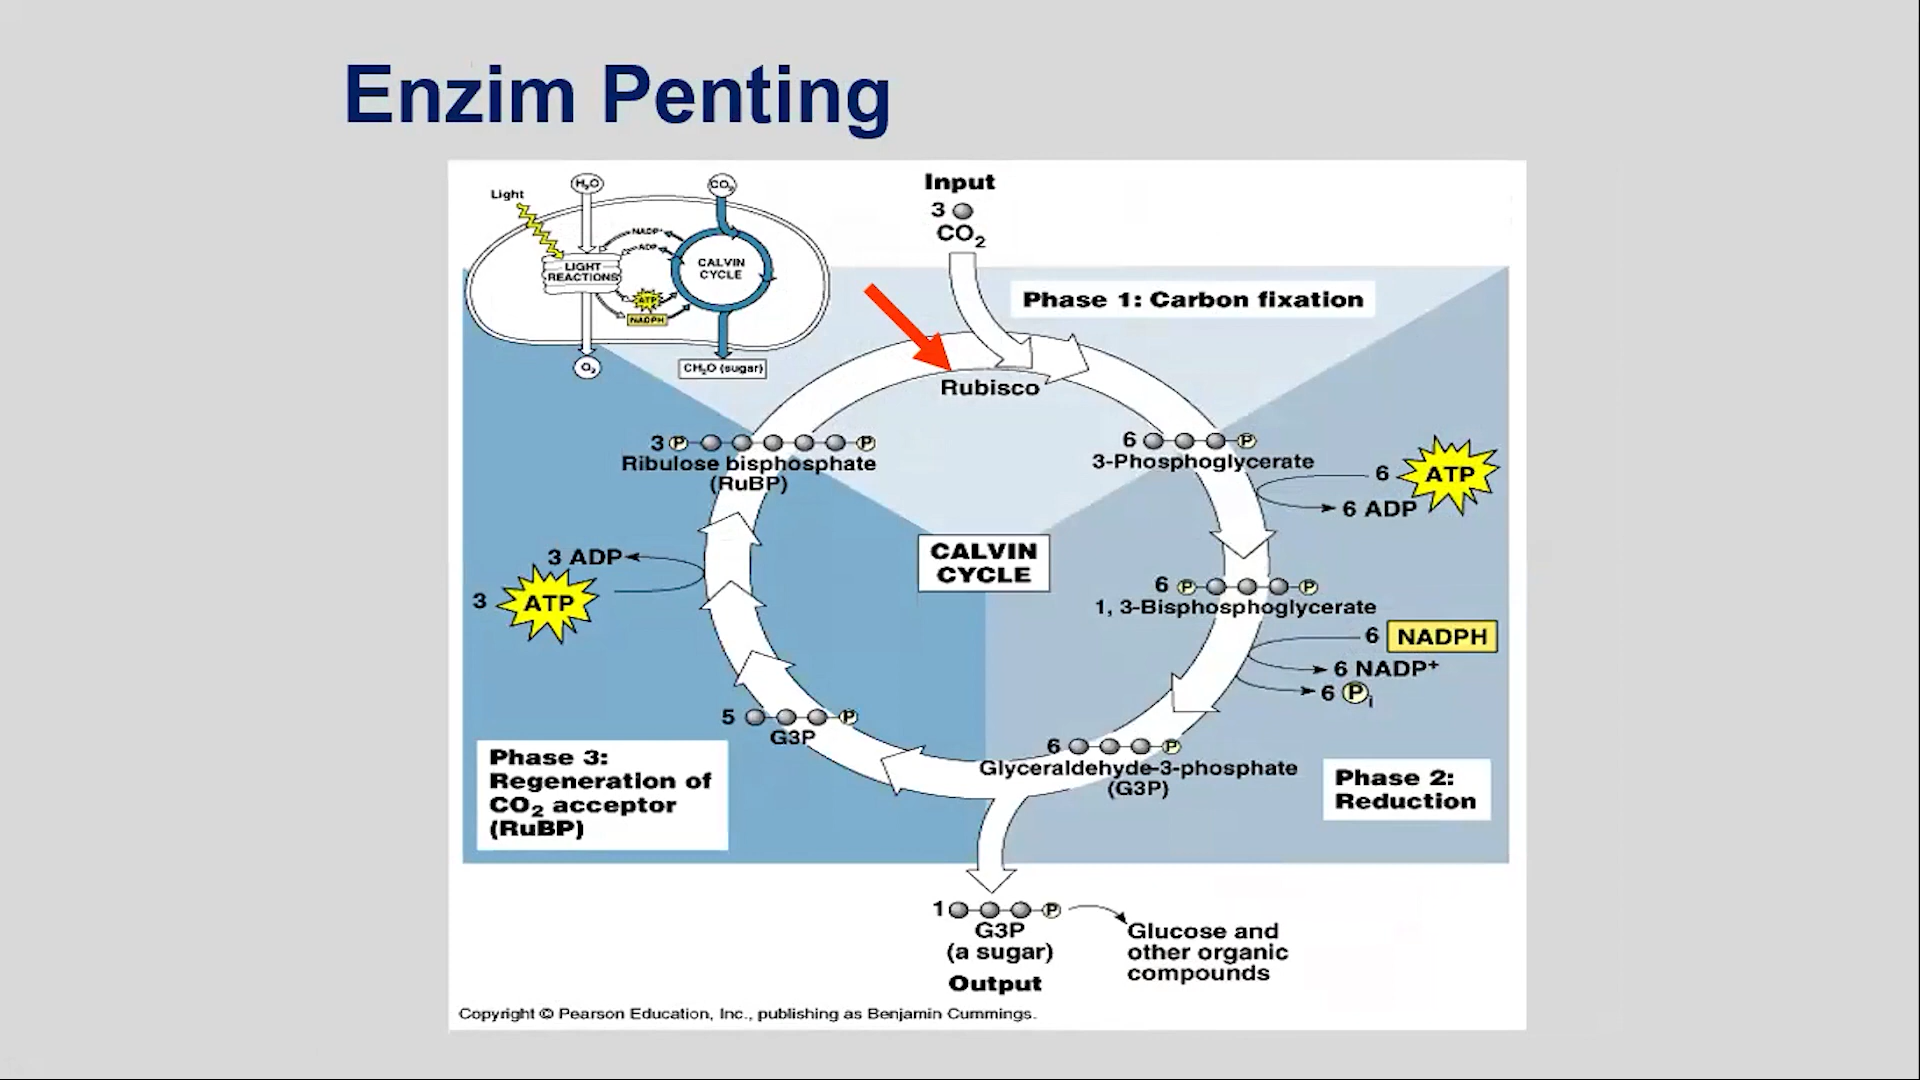 Enzim Penting
Light
H₂O
CO₂
NADP⁺
ADP
LIGHT
REACTIONS
CALVIN
CYCLE
ATP
NADPH
O₂
CH₂O (sugar)
Input
3
CO₂
Phase 1: Carbon fixation
Rubisco
3 P P
Ribulose bisphosphate
(RuBP)
6 P
3-Phosphoglycerate
6 ATP
6 ADP
3 ADP
3 ATP
CALVIN
CYCLE
6 P P
1, 3-Bisphosphoglycerate
6 NADPH
6 NADP⁺
6 Pi
5 P
G3P
6 P
Glyceraldehyde-3-phosphate
(G3P)
Phase 3:
Regeneration of
CO₂ acceptor
(RuBP)
Phase 2:
Reduction
1 P
G3P
(a sugar)
Output
Glucose and
other organic
compounds
Copyright © Pearson Education, Inc., publishing as Benjamin Cummings.